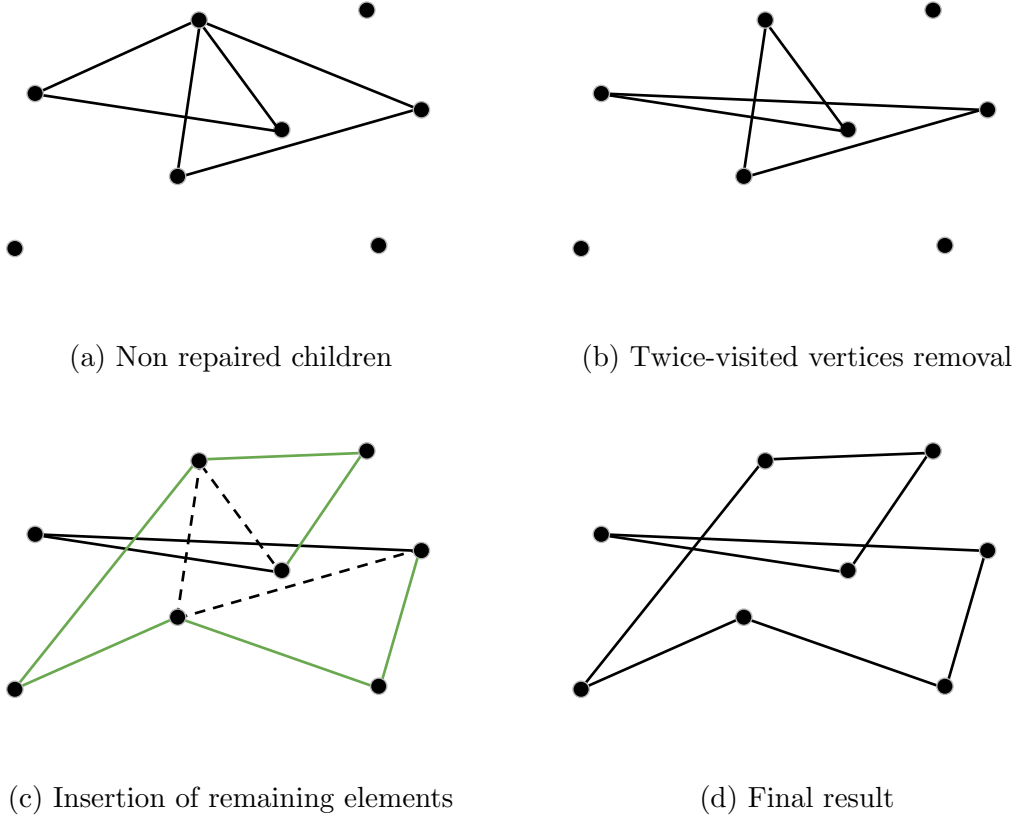 (a) Non repaired children
(b) Twice-visited vertices removal
(c) Insertion of remaining elements
(d) Final result